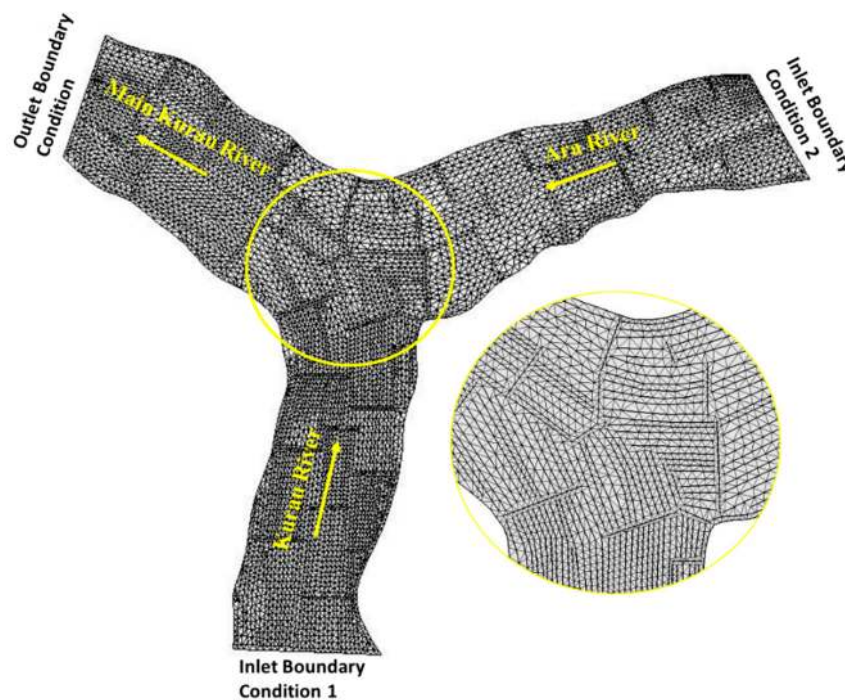 Outlet Boundary
Condition
Main Kurau River
Ara River
Inlet Boundary
Condition 2
Kurau River
Inlet Boundary
Condition 1